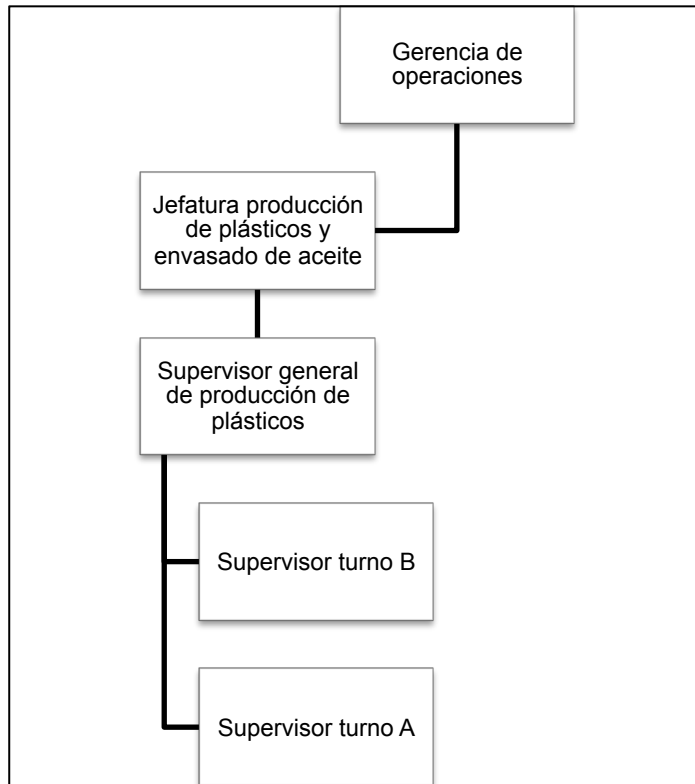 Gerencia de
operaciones
Jefatura producción
de plásticos y
envasado de aceite
Supervisor general
de producción de
plásticos
Supervisor turno B
Supervisor turno A